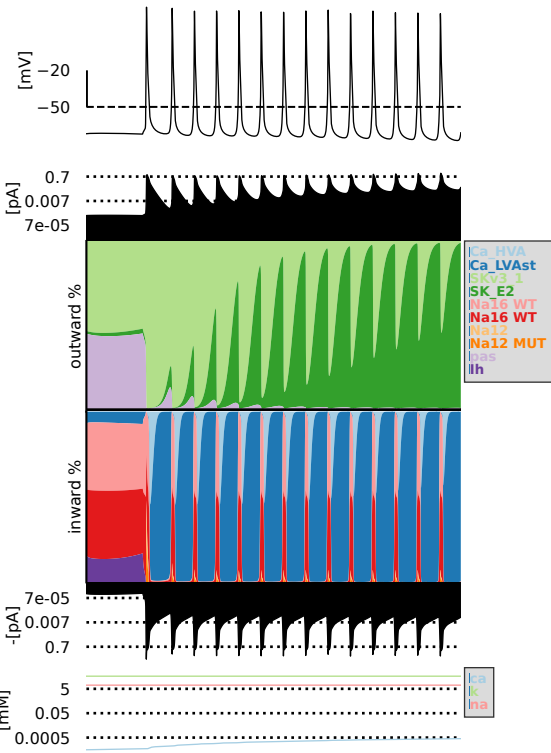 [mV]
−20
−50
[pA]
0.7
0.007
7e-05
outward %
Ca_HVA
Ca_LVAst
SKv3_1
SK_E2
Na16 WT
Na16 WT
Na12
Na12 MUT
pas
Ih
inward %
-[pA]
7e-05
0.007
0.7
[mM]
5
0.05
0.0005
ca
k
na